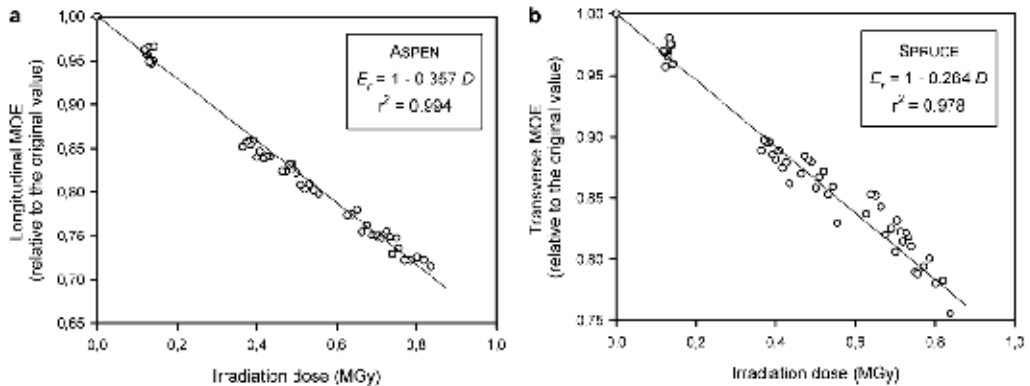 a
Longitudinal MOE
(relative to the original value)
1,00
0,95
0,90
0,85
0,80
0,75
0,70
0,65
ASPEN
Er = 1 - 0.357 D
r² = 0.994
0,0 0,2 0,4 0,6 0,8 1,0
Irradiation dose (MGy)
b
Transverse MOE
(relative to the original value)
1.00
0.95
0.90
0.85
0.80
0.75
SPRUCE
Er = 1 - 0.264 D
r² = 0.978
0,0 0,2 0,4 0,6 0,8 1,0
Irradiation dose (MGy)